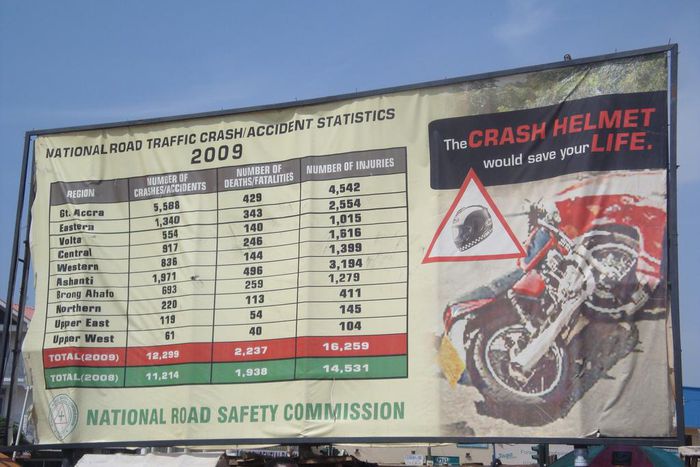 NATIONAL ROAD TRAFFIC CRASH/ACCIDENT STATISTICS
2009
REGION NUMBER OF CRASHES/ACCIDENTS NUMBER OF DEATHS/FATALITIES NUMBER OF INJURIES
Gt. Accra 5,588 429 4,542
Eastern 1,340 343 2,554
Volta 554 140 1,015
Central 917 246 1,616
Western 836 144 1,399
Ashanti 1,971 496 3,194
Brong Ahafo 693 259 1,279
Northern 220 113 411
Upper East 119 54 145
Upper West 61 40 104
TOTAL (2009) 12,299 2,237 16,259
TOTAL (2008) 11,214 1,938 14,531
NATIONAL ROAD SAFETY COMMISSION
The CRASH HELMET
would save your LIFE.